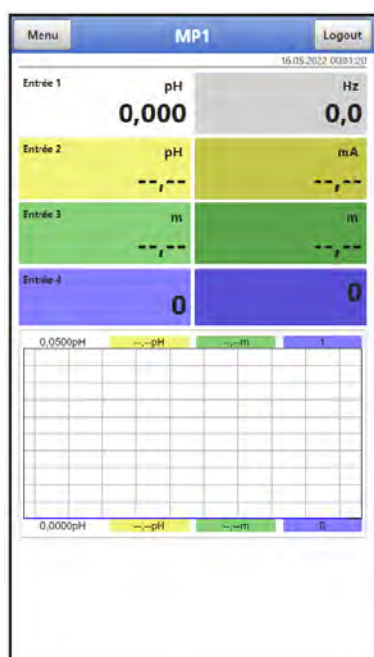 Menu MP1 Logout
16.05.2022 00:01:20
Entrée 1 pH Hz
0,000 0,0
Entrée 2 pH mA
--,-- --,--
Entrée 3 m m
--,-- --,--
Entrée 4
0 0
0,0500pH --,--pH --,--m 1
0,0000pH --,--pH --,--m 0